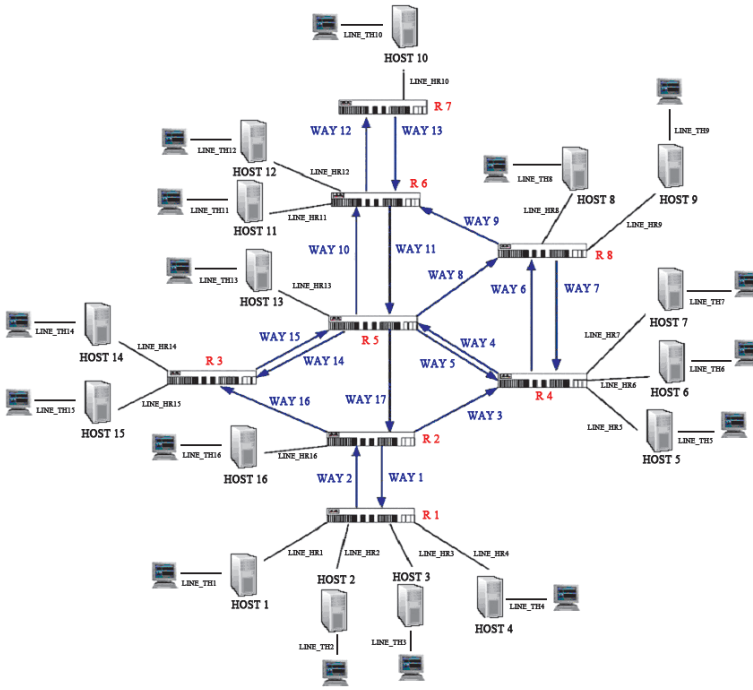 LINE_TH10
HOST 10
LINE_HR10
R 7
WAY 12
WAY 13
LINE_TH9
LINE_TH12
HOST 12
LINE_HR12
R 6
LINE_TH8
HOST 8
HOST 9
LINE_TH11
HOST 11
LINE_HR11
WAY 9
LINE_HR8
LINE_HR9
WAY 10
WAY 11
R 8
LINE_TH13
HOST 13
LINE_HR13
WAY 8
WAY 6
WAY 7
LINE_TH7
HOST 7
LINE_TH14
HOST 14
LINE_HR14
WAY 15
R 5
WAY 4
LINE_HR7
R 3
WAY 14
WAY 5
LINE_TH6
HOST 6
LINE_HR6
R 4
LINE_TH15
HOST 15
LINE_HR15
WAY 16
WAY 17
WAY 3
LINE_HR5
LINE_TH5
HOST 5
LINE_TH16
HOST 16
LINE_HR16
R 2
WAY 2
WAY 1
R 1
LINE_HR1
LINE_HR2
LINE_HR3
LINE_HR4
LINE_TH1
HOST 1
HOST 2
HOST 3
LINE_TH4
HOST 4
LINE_TH2
LINE_TH3